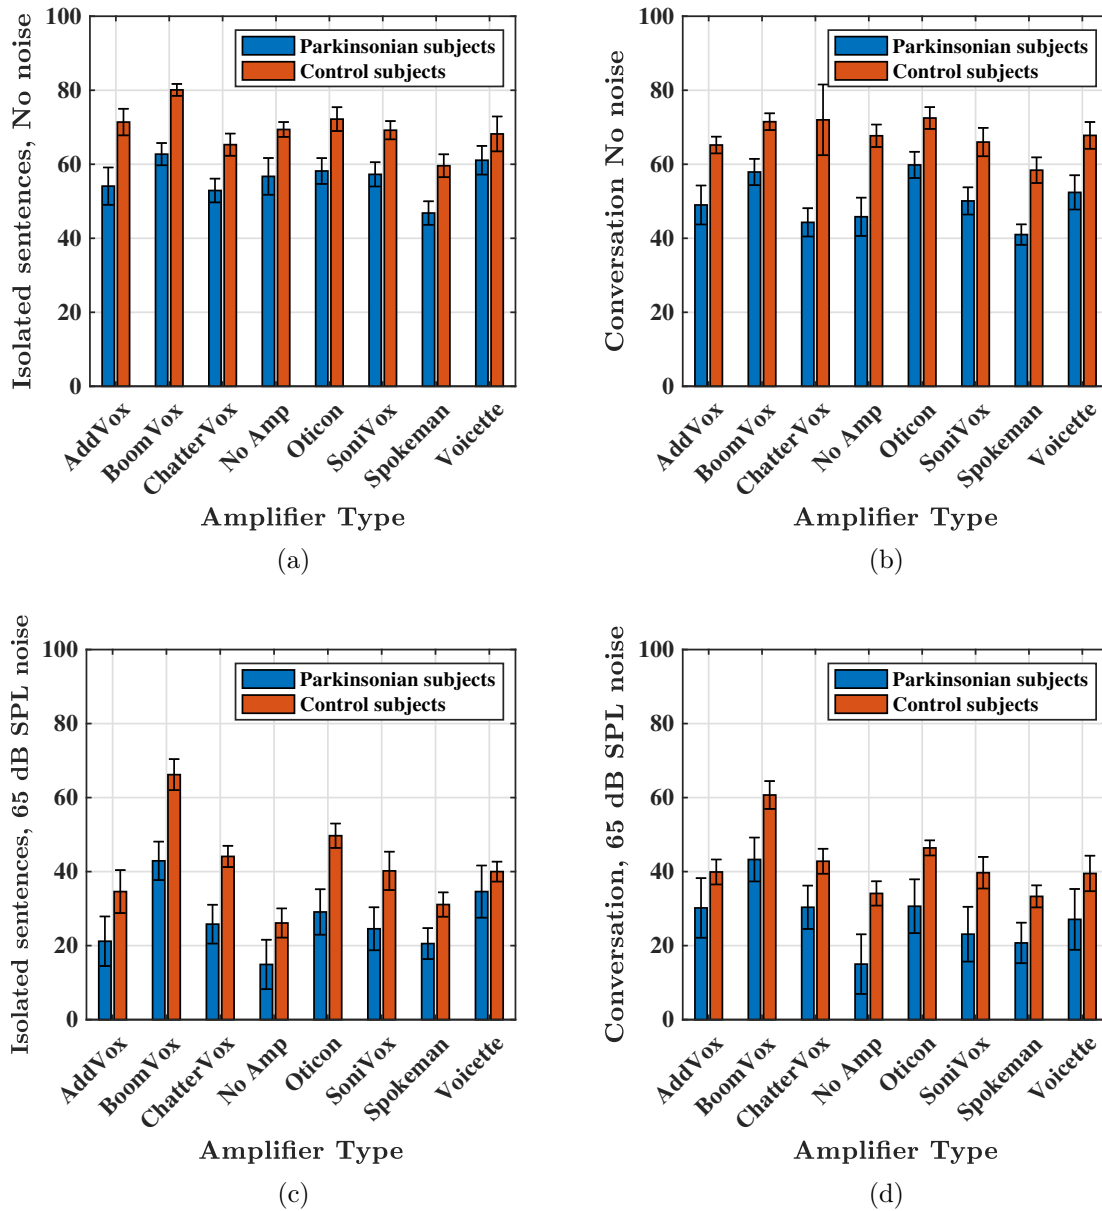 Isolated sentences, No noise
100
80
60
40
20
0
Parkinsonian subjects
Control subjects
AddVox
BoomVox
ChatterVox
No Amp
Oticon
SoniVox
Spokeman
Voicette
Amplifier Type
(a)
Conversation No noise
100
80
60
40
20
0
Parkinsonian subjects
Control subjects
AddVox
BoomVox
ChatterVox
No Amp
Oticon
SoniVox
Spokeman
Voicette
Amplifier Type
(b)
Isolated sentences, 65 dB SPL noise
100
80
60
40
20
0
Parkinsonian subjects
Control subjects
AddVox
BoomVox
ChatterVox
No Amp
Oticon
SoniVox
Spokeman
Voicette
Amplifier Type
(c)
Conversation, 65 dB SPL noise
100
80
60
40
20
0
Parkinsonian subjects
Control subjects
AddVox
BoomVox
ChatterVox
No Amp
Oticon
SoniVox
Spokeman
Voicette
Amplifier Type
(d)